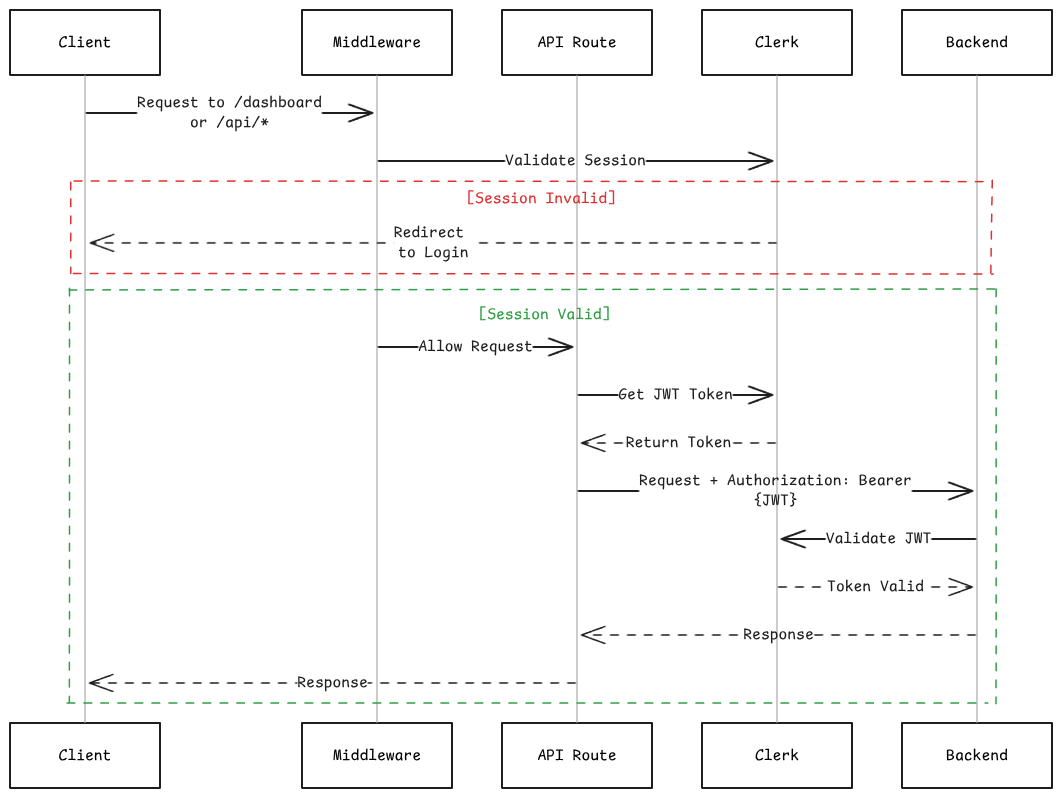 Client
Middleware
API Route
Clerk
Backend
Request to /dashboard
or /api/*
Validate Session
[Session Invalid]
Redirect
to Login
[Session Valid]
Allow Request
Get JWT Token
Return Token
Request + Authorization: Bearer
{JWT}
Validate JWT
Token Valid
Response
Response
Client
Middleware
API Route
Clerk
Backend